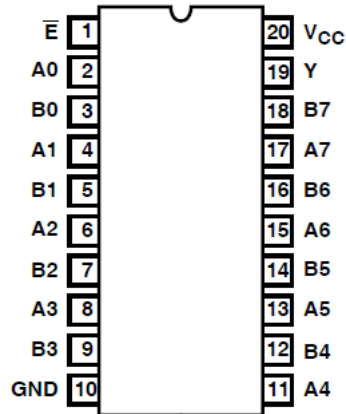 E̅ 1 20 VCC
A0 2 19 Y
B0 3 18 B7
A1 4 17 A7
B1 5 16 B6
A2 6 15 A6
B2 7 14 B5
A3 8 13 A5
B3 9 12 B4
GND 10 11 A4